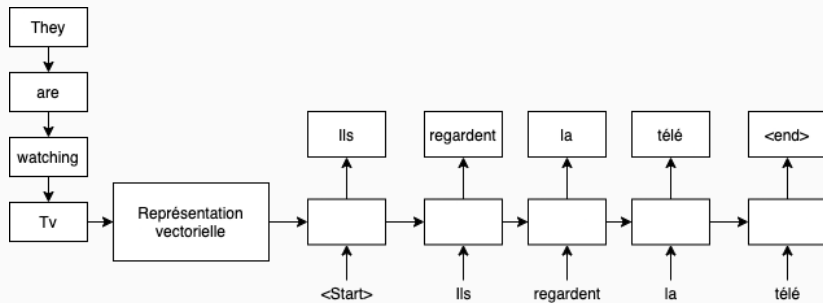 They
are
watching
Tv
Représentation
vectorielle
Ils
regardent
la
télé
<end>
<Start>
Ils
regardent
la
télé